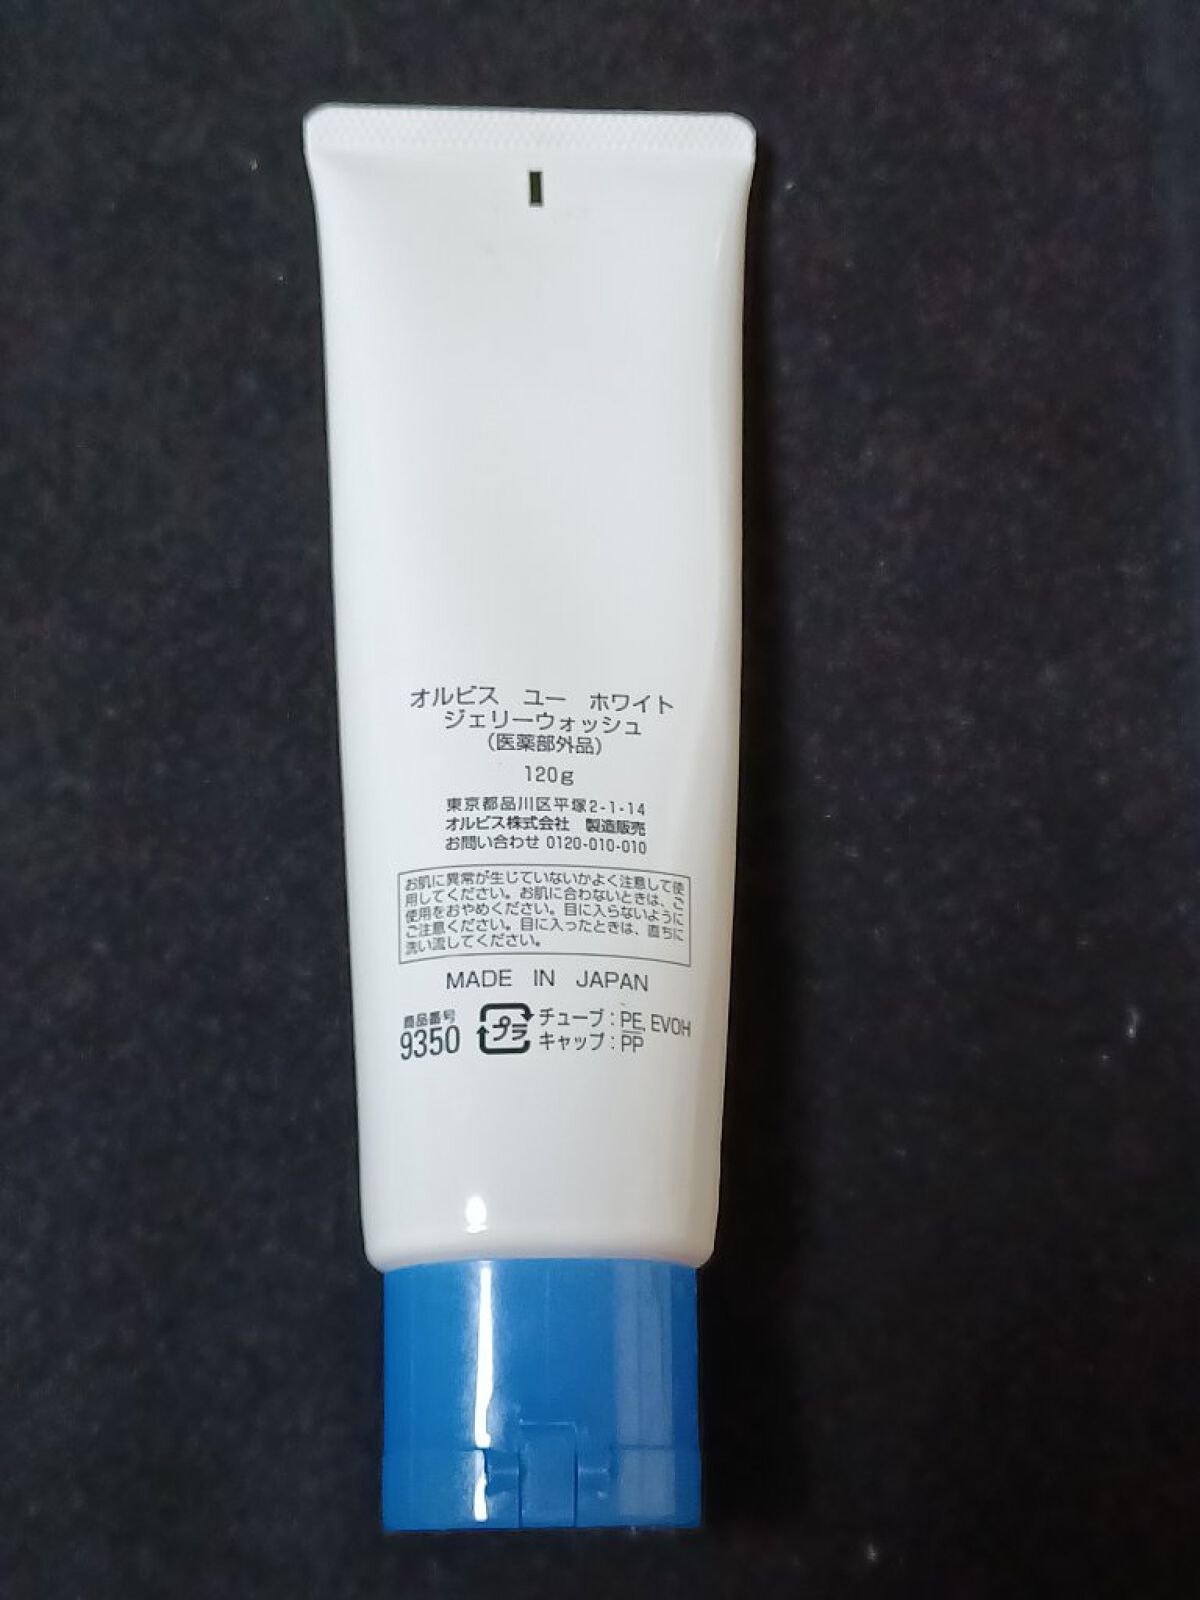 オルビス　ユー　ホワイト
ジェリーウォッシュ
（医薬部外品）
120g
東京都品川区平塚2-1-14
オルビス株式会社　製造販売
お問い合わせ 0120-010-010
お肌に異常が生じていないかよく注意して使
用してください。お肌に合わないときは、ご
使用をおやめください。目に入らないように
ご注意ください。目に入ったときは、直ちに
洗い流してください。
MADE IN JAPAN
商品番号
9350
プラ
チューブ：PE, EVOH
キャップ：PP